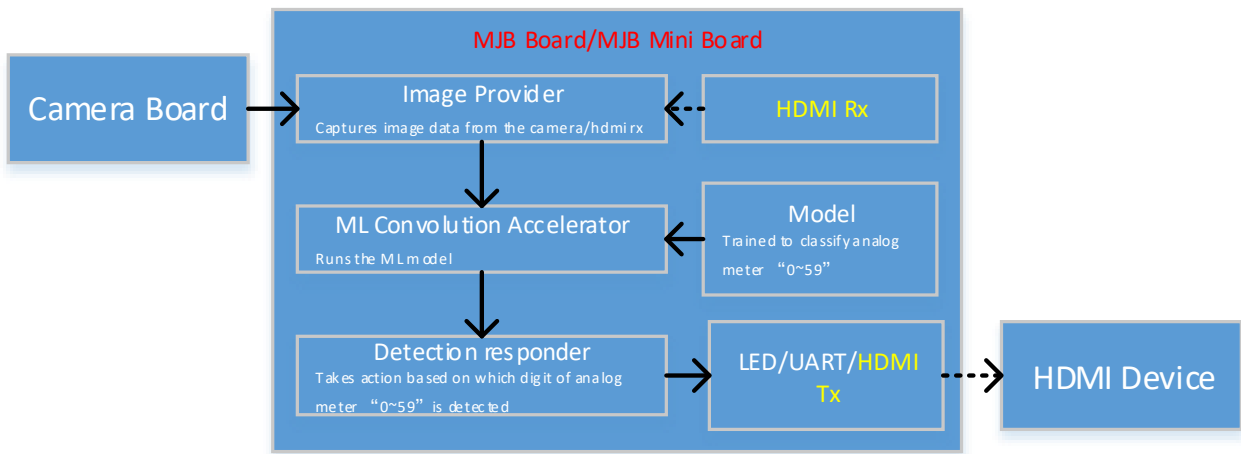 MJB Board/MJB Mini Board
Camera Board
Image Provider
Captures image data from the camera/hdmi rx
HDMI Rx
ML Convolution Accelerator
Runs the ML model
Model
Trained to classify analog
meter “0~59”
Detection responder
Takes action based on which digit of analog
meter “0~59” is detected
LED/UART/HDMI
Tx
HDMI Device